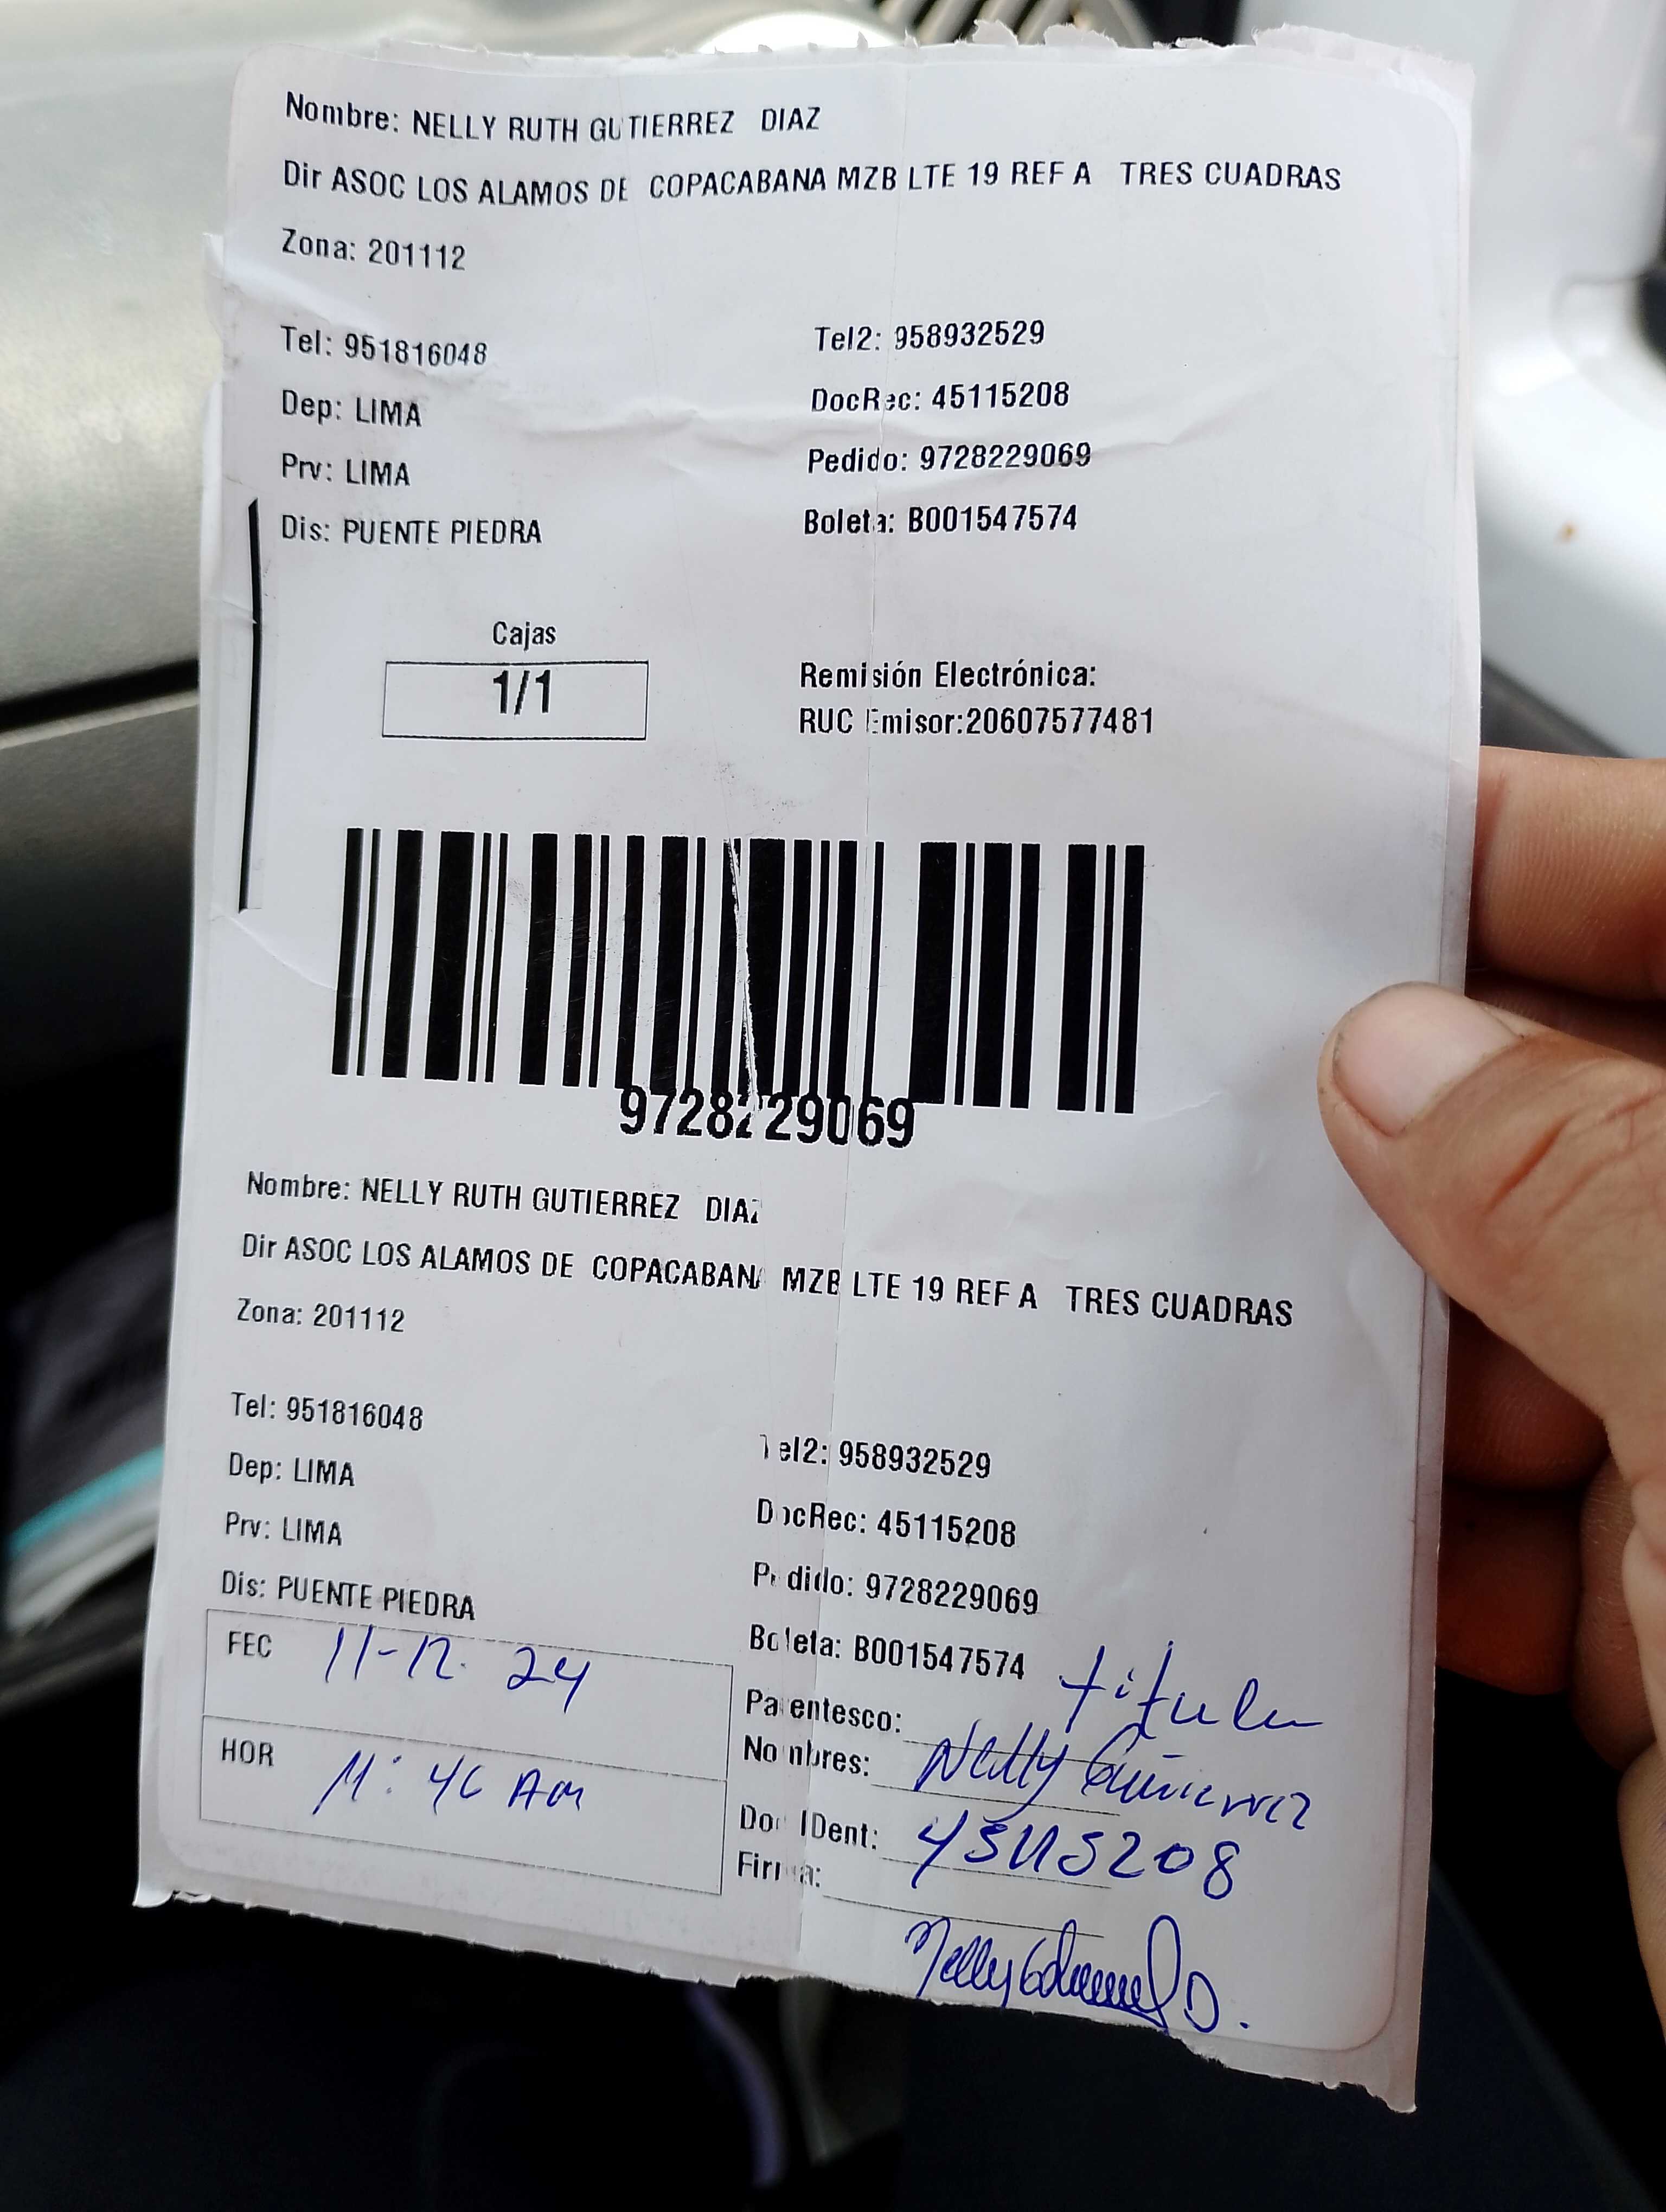 Nombre: NELLY RUTH GUTIERREZ DIAZ
Dir ASOC LOS ALAMOS DE COPACABANA MZB LTE 19 REF A TRES CUADRAS
Zona: 201112
Tel: 951816048
Tel2: 958932529
Dep: LIMA
DocRec: 45115208
Prv: LIMA
Pedido: 9728229069
Dis: PUENTE PIEDRA
Boleta: B001547574
Cajas
1/1
Remisión Electrónica:
RUC Emisor:20607577481
9728229069
Nombre: NELLY RUTH GUTIERREZ DIAZ
Dir ASOC LOS ALAMOS DE COPACABANA MZB LTE 19 REF A TRES CUADRAS
Zona: 201112
Tel: 951816048
Tel2: 958932529
Dep: LIMA
DocRec: 45115208
Prv: LIMA
Pedido: 9728229069
Dis: PUENTE PIEDRA
Boleta: B001547574
FEC 11-12. 24
Parentesco: titular
Nombres: Nelly Gutierrez
HOR 11:46 AM
Doc IDent: 45115208
Firma: Nelly Gutierrez D.